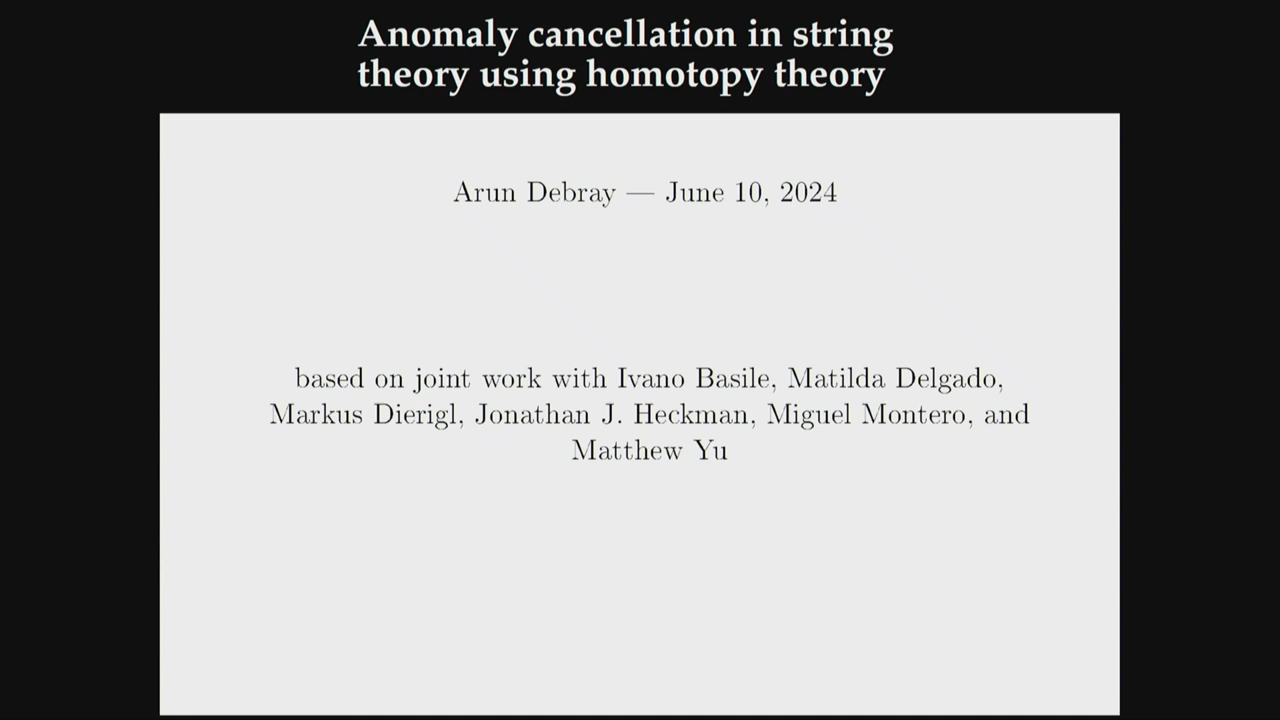 Anomaly cancellation in string
theory using homotopy theory
Arun Debray — June 10, 2024
based on joint work with Ivano Basile, Matilda Delgado,
Markus Dierigl, Jonathan J. Heckman, Miguel Montero, and
Matthew Yu